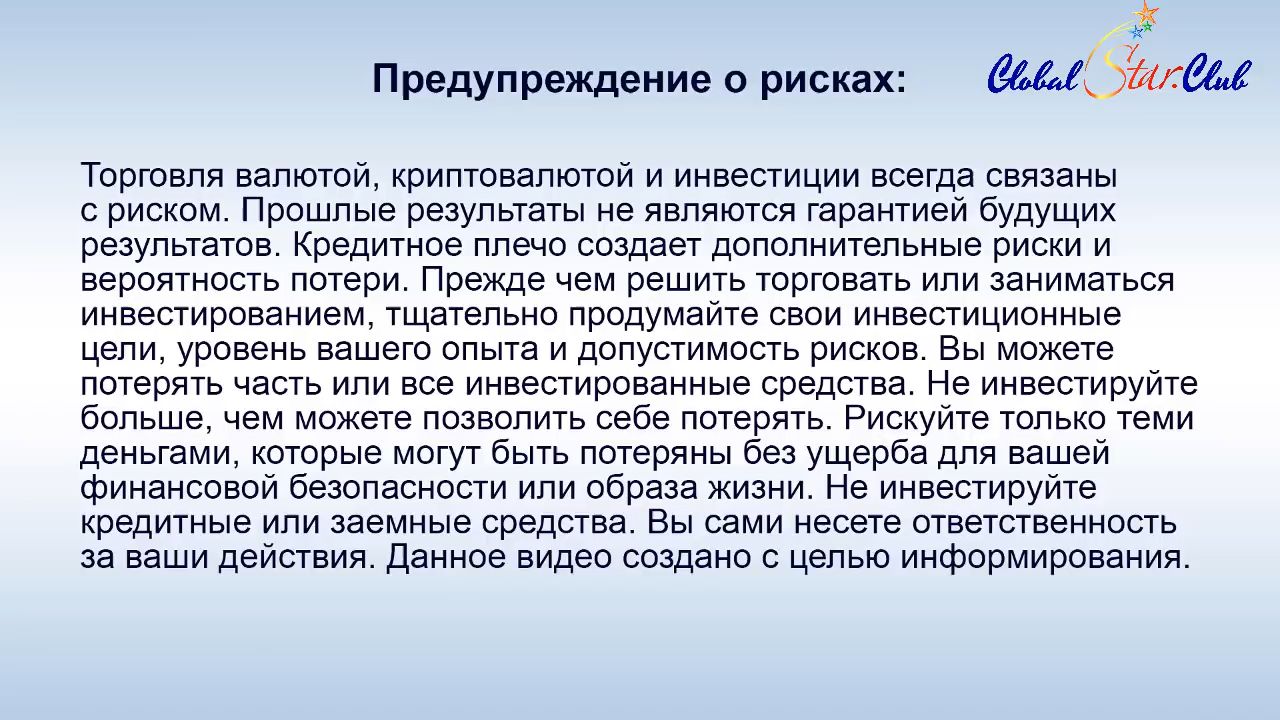 Предупреждение о рисках:
Global Star.Club
Торговля валютой, криптовалютой и инвестиции всегда связаны
с риском. Прошлые результаты не являются гарантией будущих
результатов. Кредитное плечо создает дополнительные риски и
вероятность потери. Прежде чем решить торговать или заниматься
инвестированием, тщательно продумайте свои инвестиционные
цели, уровень вашего опыта и допустимость рисков. Вы можете
потерять часть или все инвестированные средства. Не инвестируйте
больше, чем можете позволить себе потерять. Рискуйте только теми
деньгами, которые могут быть потеряны без ущерба для вашей
финансовой безопасности или образа жизни. Не инвестируйте
кредитные или заемные средства. Вы сами несете ответственность
за ваши действия. Данное видео создано с целью информирования.